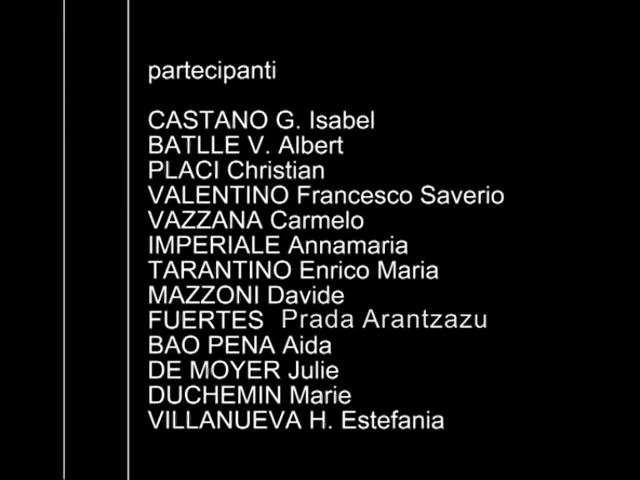 partecipanti
CASTANO G. Isabel
BATLLE V. Albert
PLACI Christian
VALENTINO Francesco Saverio
VAZZANA Carmelo
IMPERIALE Annamaria
TARANTINO Enrico Maria
MAZZONI Davide
FUERTES Prada Arantzazu
BAO PENA Aida
DE MOYER Julie
DUCHEMIN Marie
VILLANUEVA H. Estefania